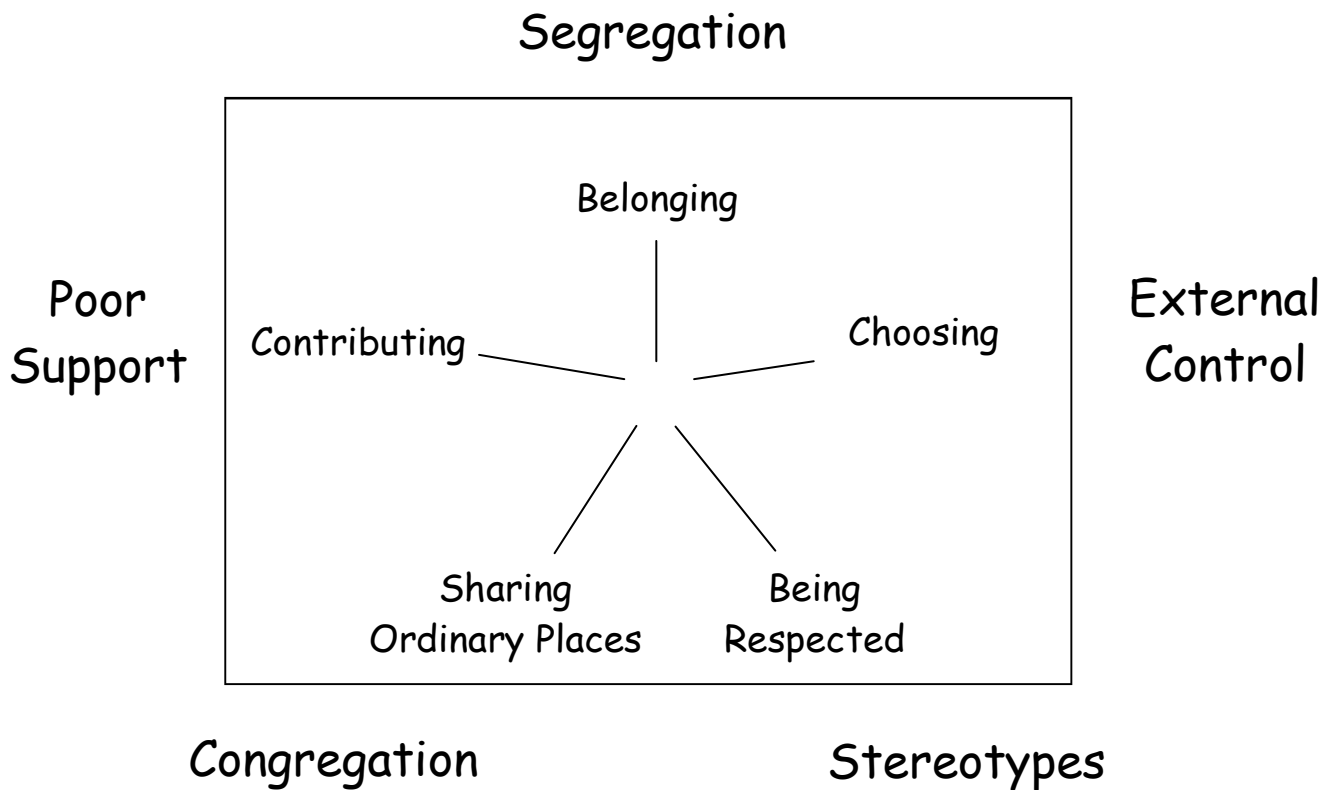 Segregation
Belonging
Poor
Support
Contributing
Choosing
External
Control
Sharing
Ordinary Places
Being
Respected
Congregation
Stereotypes